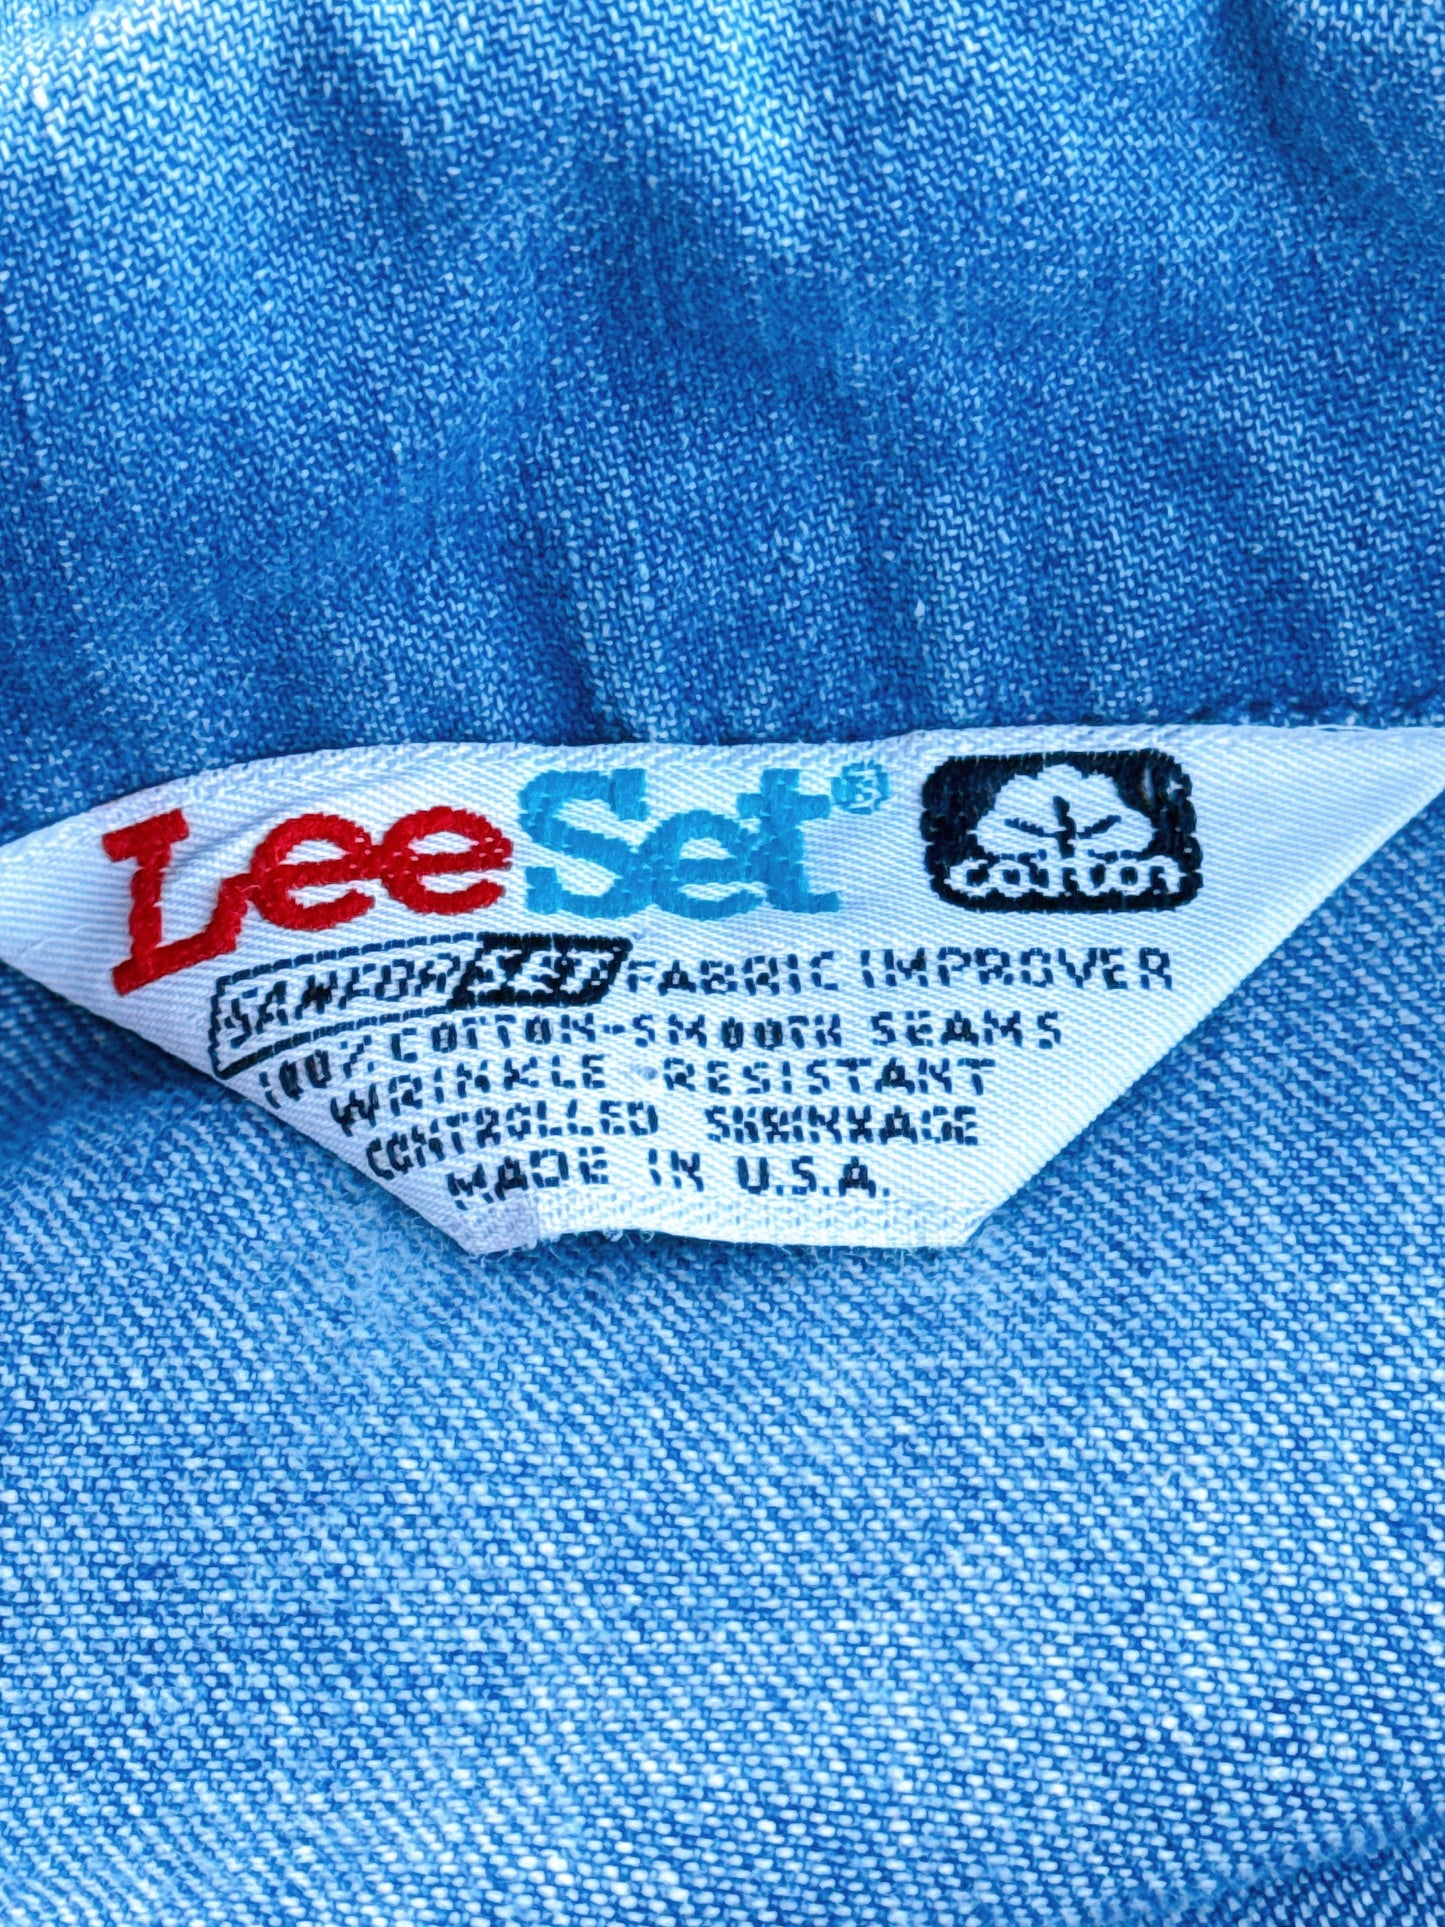 LeeSet®
cotton
SANFOR SET FABRIC IMPROVER
100% COTTON-SMOOTH SEAMS
WRINKLE RESISTANT
CONTROLLED SHRINKAGE
MADE IN U.S.A.